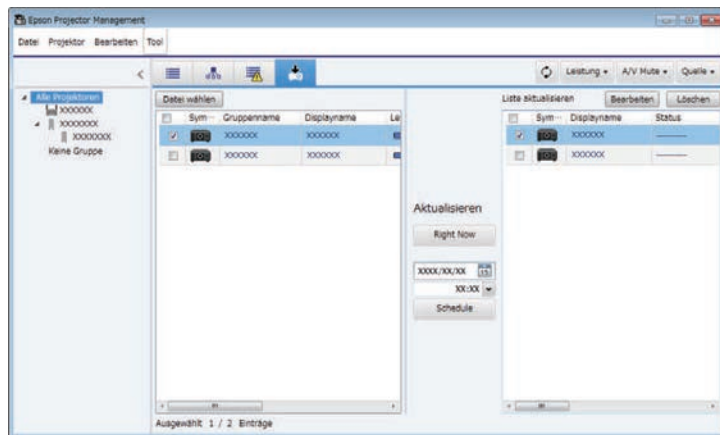 Epson Projector Management
Datei Projektor Bearbeiten Tool
Leistung A/V Mute Quelle
Alle Projektoren
XXXXXX
XXXXXXX
XXXXXXX
Keine Gruppe
Datei wählen
Sym... Gruppenname Displayname Le
XXXXXX XXXXXX
XXXXXX XXXXXX
Aktualisieren
Right Now
XXXX/XX/XX 15
XX:XX
Schedule
Liste aktualisieren Bearbeiten Löschen
Sym... Displayname Status
XXXXXX ————
XXXXXX ————
Ausgewählt 1 / 2 Einträge